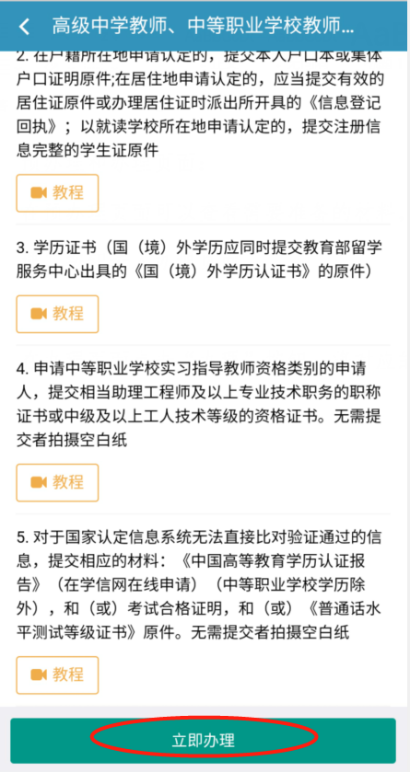 高级中学教师、中等职业学校教师...
2. 在户籍所在地申请认定的，提交本人户口本或集体
户口证明原件;在居住地申请认定的，应当提交有效的
居住证原件或办理居住证时派出所开具的《信息登记
回执》；以就读学校所在地申请认定的，提交注册信
息完整的学生证原件
教程
3. 学历证书（国（境）外学历应同时提交教育部留学
服务中心出具的《国（境）外学历认证书》的原件）
教程
4. 申请中等职业学校实习指导教师资格类别的申请
人，提交相当助理工程师及以上专业技术职务的职称
证书或中级及以上工人技术等级的资格证书。无需提
交者拍摄空白纸
教程
5. 对于国家认定信息系统无法直接比对验证通过的信
息，提交相应的材料：《中国高等教育学历认证报
告》（在学信网在线申请）（中等职业学校学历除
外），和（或）考试合格证明，和（或）《普通话水
平测试等级证书》原件。无需提交者拍摄空白纸
教程
立即办理